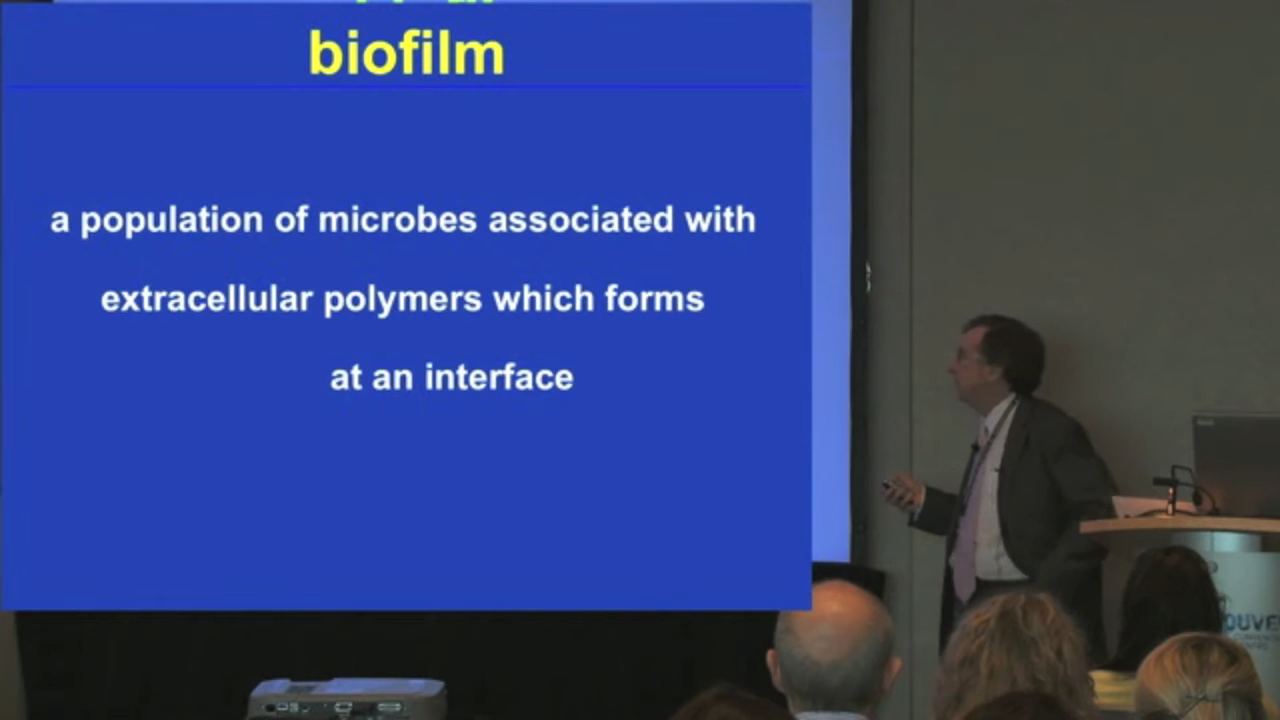 biofilm
a population of microbes associated with
extracellular polymers which forms
at an interface